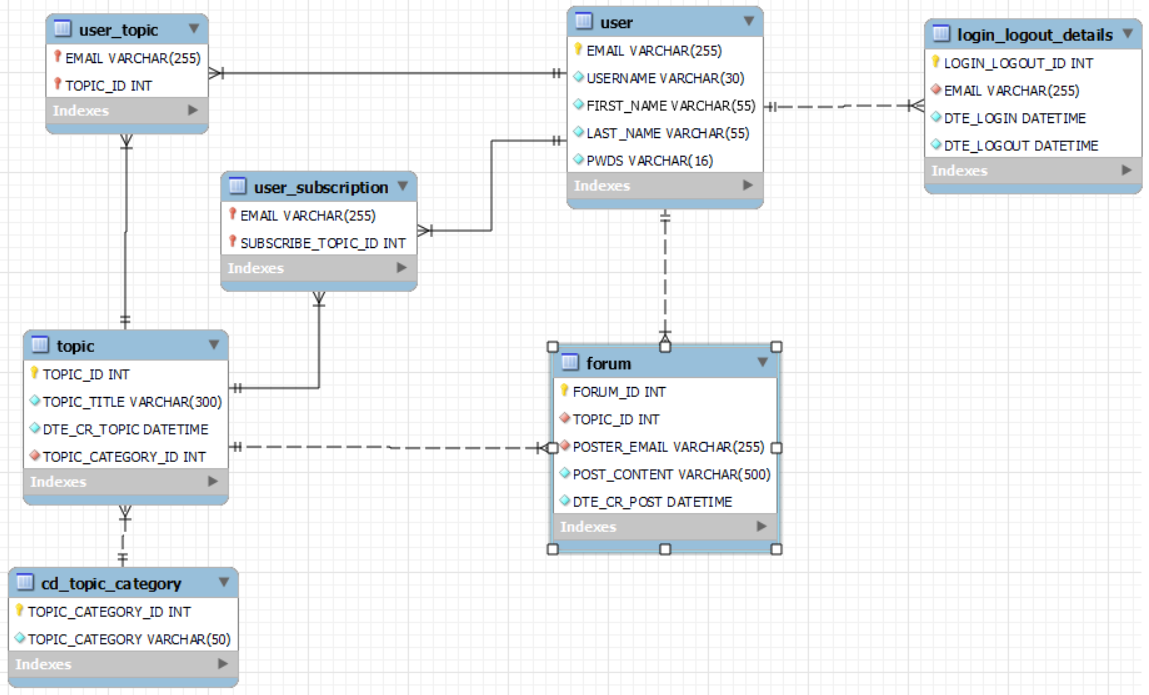 user_topic
EMAIL VARCHAR(255)
TOPIC_ID INT
Indexes
user
EMAIL VARCHAR(255)
USERNAME VARCHAR(30)
FIRST_NAME VARCHAR(55)
LAST_NAME VARCHAR(55)
PWDS VARCHAR(16)
Indexes
login_logout_details
LOGIN_LOGOUT_ID INT
EMAIL VARCHAR(255)
DTE_LOGIN DATETIME
DTE_LOGOUT DATETIME
Indexes
user_subscription
EMAIL VARCHAR(255)
SUBSCRIBE_TOPIC_ID INT
Indexes
topic
TOPIC_ID INT
TOPIC_TITLE VARCHAR(300)
DTE_CR_TOPIC DATETIME
TOPIC_CATEGORY_ID INT
Indexes
forum
FORUM_ID INT
TOPIC_ID INT
POSTER_EMAIL VARCHAR(255)
POST_CONTENT VARCHAR(500)
DTE_CR_POST DATETIME
Indexes
cd_topic_category
TOPIC_CATEGORY_ID INT
TOPIC_CATEGORY VARCHAR(50)
Indexes